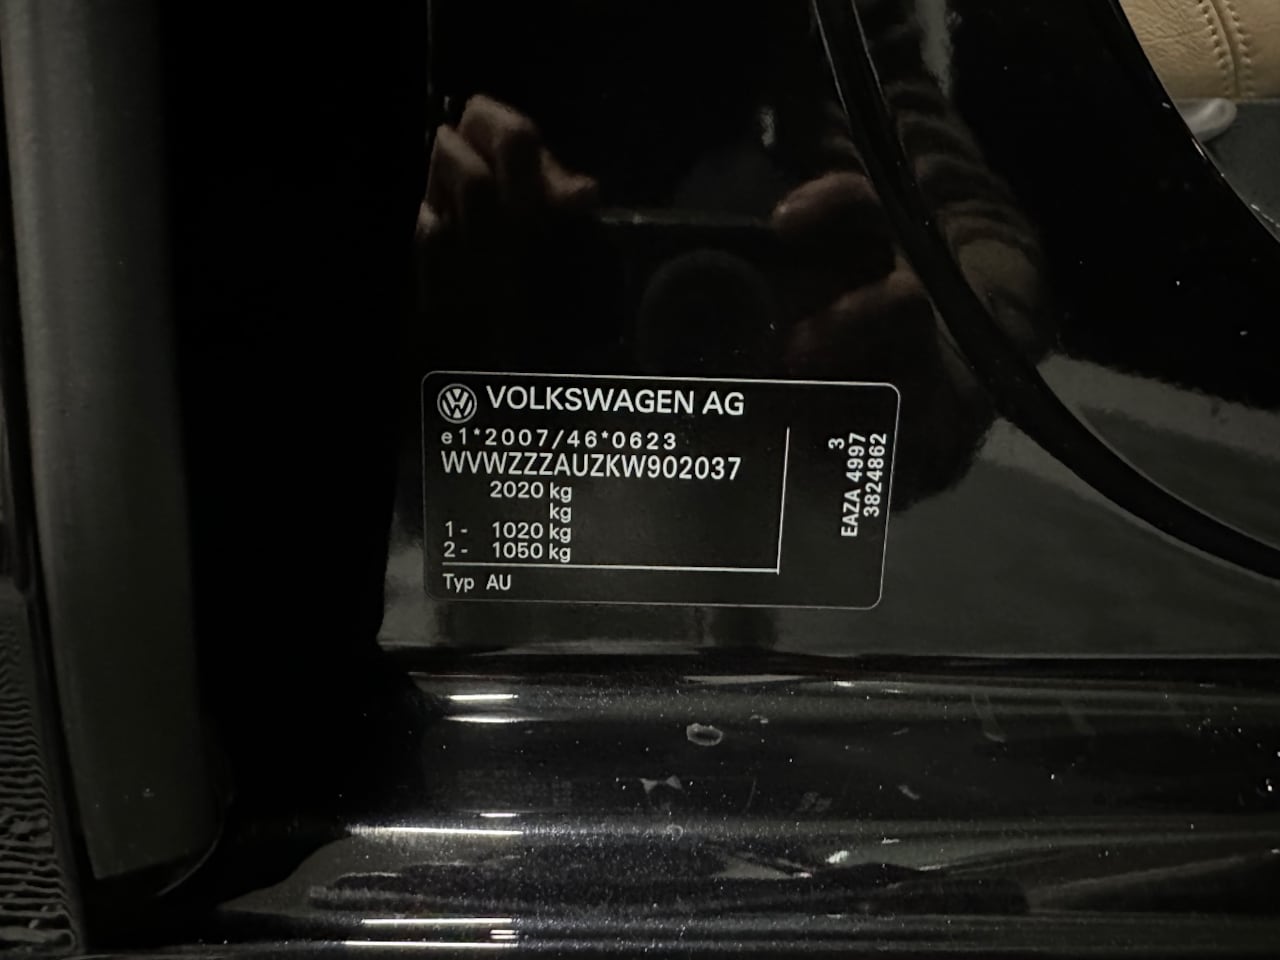 VOLKSWAGEN AG
e1*2007/46*0623
WVWZZZAUZKW902037
2020 kg
kg
1- 1020 kg
2- 1050 kg
Typ AU
3
EAZA 4997
3824862